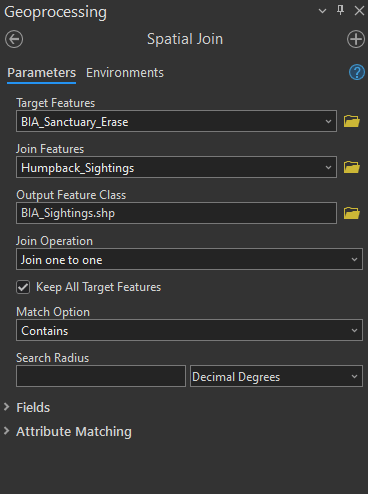 Geoprocessing
Spatial Join
Parameters Environments
Target Features
BIA_Sanctuary_Erase
Join Features
Humpback_Sightings
Output Feature Class
BIA_Sightings.shp
Join Operation
Join one to one
Keep All Target Features
Match Option
Contains
Search Radius
Decimal Degrees
Fields
Attribute Matching